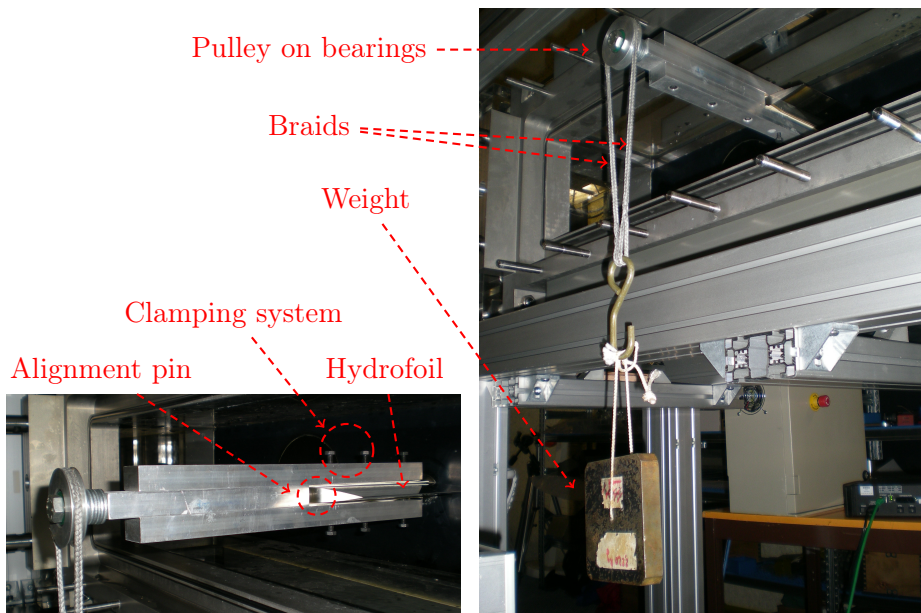 Pulley on bearings
Braids
Weight
Clamping system
Alignment pin
Hydrofoil